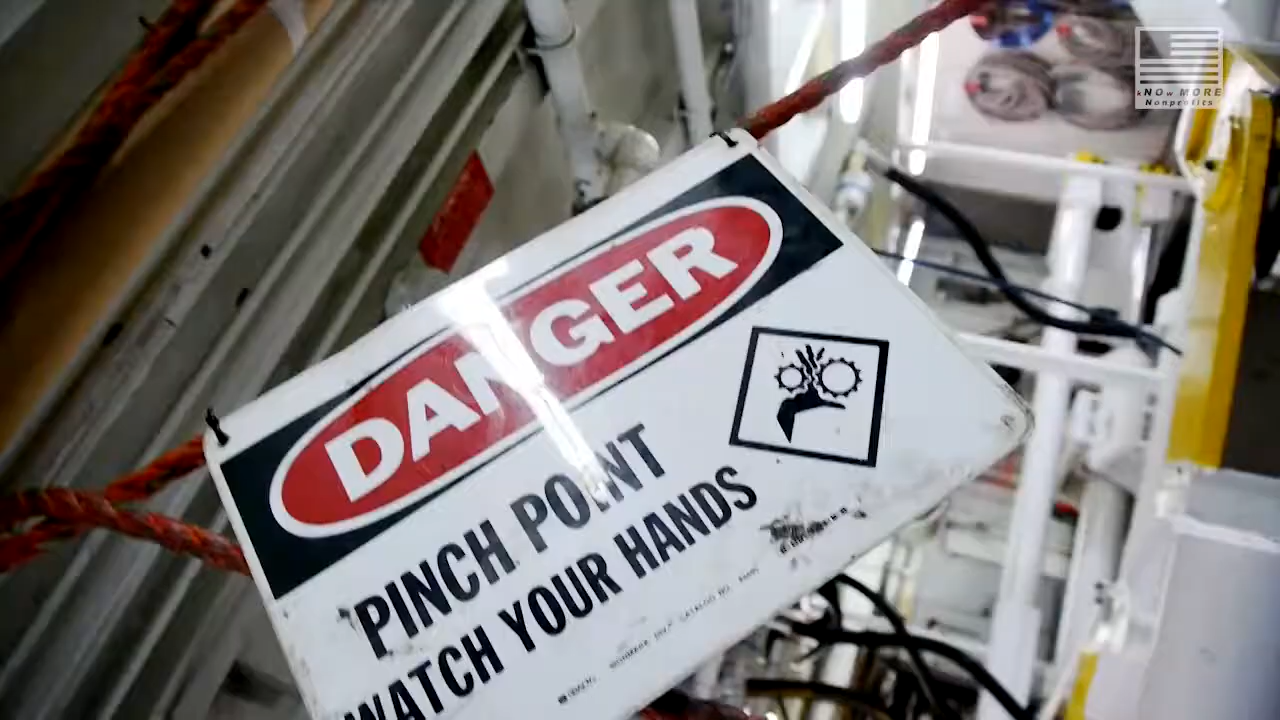 kNOw MORE
Nonprofits
DANGER
PINCH POINT
WATCH YOUR HANDS